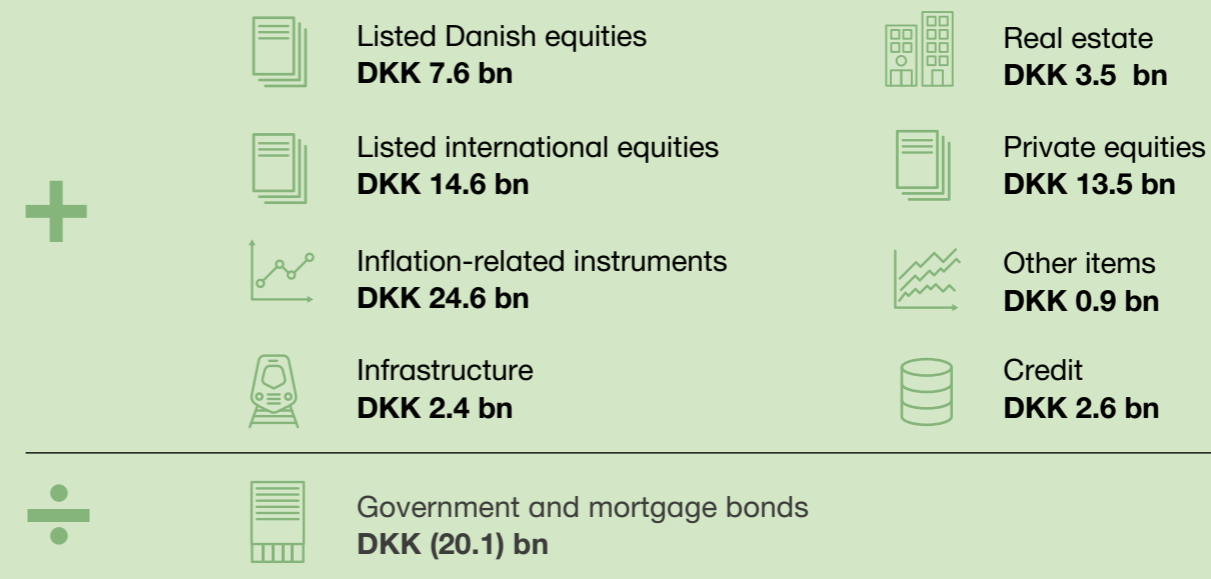 Listed Danish equities
DKK 7.6 bn
Real estate
DKK 3.5 bn
Listed international equities
DKK 14.6 bn
Private equities
DKK 13.5 bn
Inflation-related instruments
DKK 24.6 bn
Other items
DKK 0.9 bn
Infrastructure
DKK 2.4 bn
Credit
DKK 2.6 bn
Government and mortgage bonds
DKK (20.1) bn